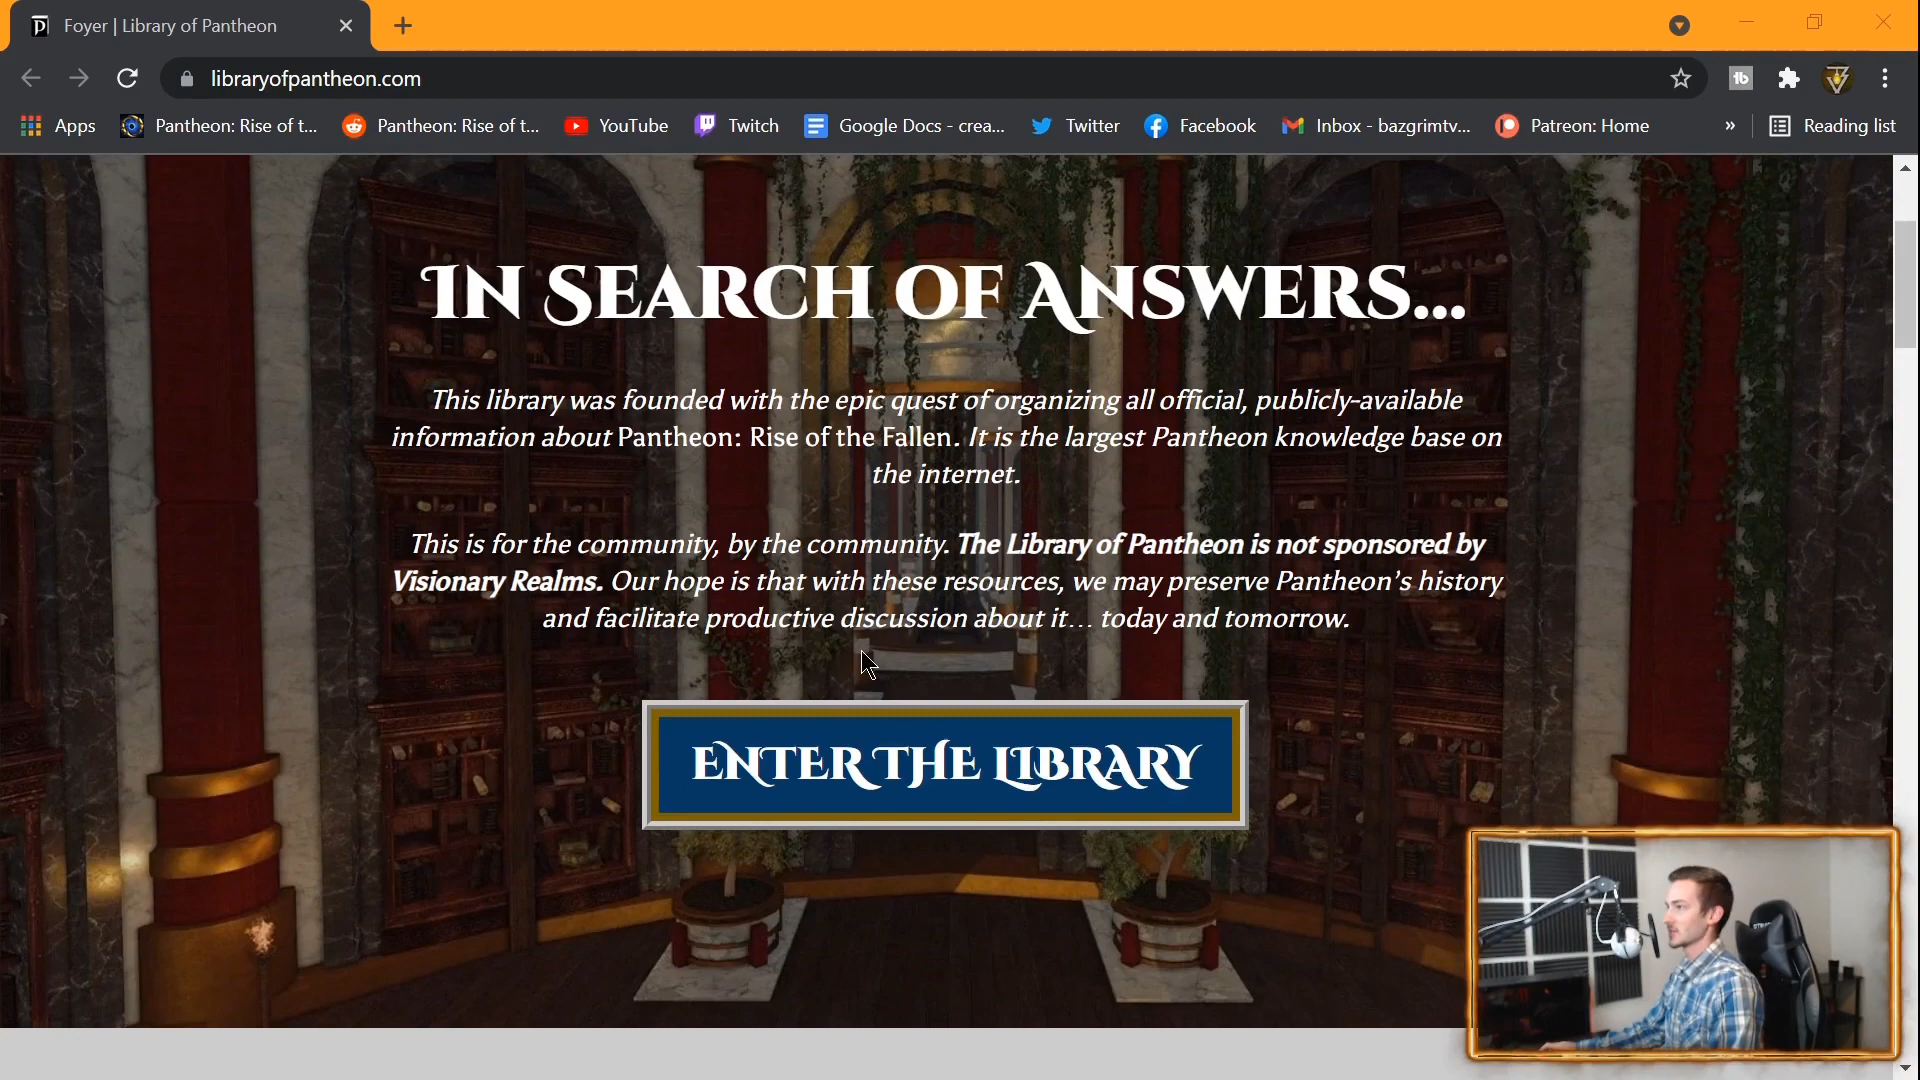 Foyer | Library of Pantheon
libraryofpantheon.com
Apps
Pantheon: Rise of t...
Pantheon: Rise of t...
YouTube
Twitch
Google Docs - crea...
Twitter
Facebook
Inbox - bazgrimtv...
Patreon: Home
»
Reading list
In Search of Answers...
This library was founded with the epic quest of organizing all official, publicly-available
information about Pantheon: Rise of the Fallen. It is the largest Pantheon knowledge base on
the internet.
This is for the community, by the community. The Library of Pantheon is not sponsored by
Visionary Realms. Our hope is that with these resources, we may preserve Pantheon's history
and facilitate productive discussion about it… today and tomorrow.
ENTER THE LIBRARY